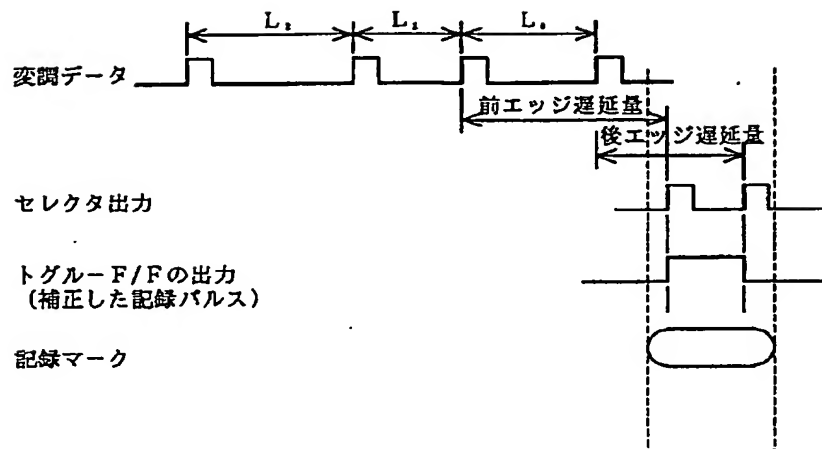 L₂ L₁ L₀
変調データ
前エッジ遅延量
後エッジ遅延量
セレクタ出力
トグルーF/Fの出力
(補正した記録パルス)
記録マーク